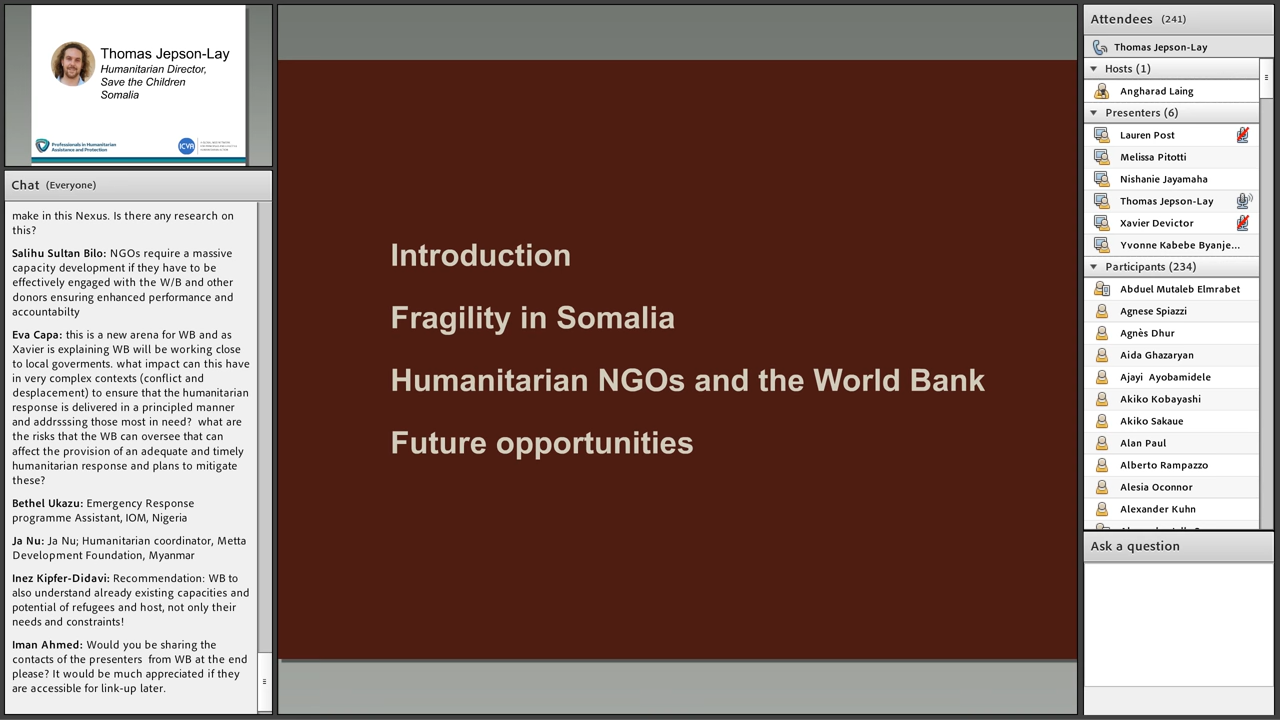 Thomas Jepson-Lay
Humanitarian Director,
Save the Children
Somalia
Professionals in Humanitarian
Assistance and Protection
ICVA
Chat (Everyone)
make in this Nexus. Is there any research on
this?
Salihu Sultan Bilo: NGOs require a massive
capacity development if they have to be
effectively engaged with the W/B and other
donors ensuring enhanced performance and
accountabilty
Eva Capa: this is a new arena for WB and as
Xavier is explaining WB will be working close
to local goverments. what impact can this have
in very complex contexts (conflict and
displacement) to ensure that the humanitarian
response is delivered in a principled manner
and addrsssing those most in need? what are
the risks that the WB can oversee that can
affect the provision of an adequate and timely
humanitarian response and plans to mitigate
these?
Bethel Ukazu: Emergency Response
programme Assistant, IOM, Nigeria
Ja Nu: Ja Nu; Humanitarian coordinator, Metta
Development Foundation, Myanmar
Inez Kipfer-Didavi: Recommendation: WB to
also understand already existing capacities and
potential of refugees and host, not only their
needs and constraints!
Iman Ahmed: Would you be sharing the
contacts of the presenters from WB at the end
please? It would be much appreciated if they
are accessible for link-up later.
Introduction
Fragility in Somalia
Humanitarian NGOs and the World Bank
Future opportunities
Attendees (241)
Thomas Jepson-Lay
Hosts (1)
Angharad Laing
Presenters (6)
Lauren Post
Melissa Pitotti
Nishanie Jayamaha
Thomas Jepson-Lay
Xavier Devictor
Yvonne Kabebe Byanje...
Participants (234)
Abduel Mutaleb Elmrabet
Agnese Spiazzi
Agnès Dhur
Aida Ghazaryan
Ajayi Ayobamidele
Akiko Kobayashi
Akiko Sakaue
Alan Paul
Alberto Rampazzo
Alesia Oconnor
Alexander Kuhn
Ask a question